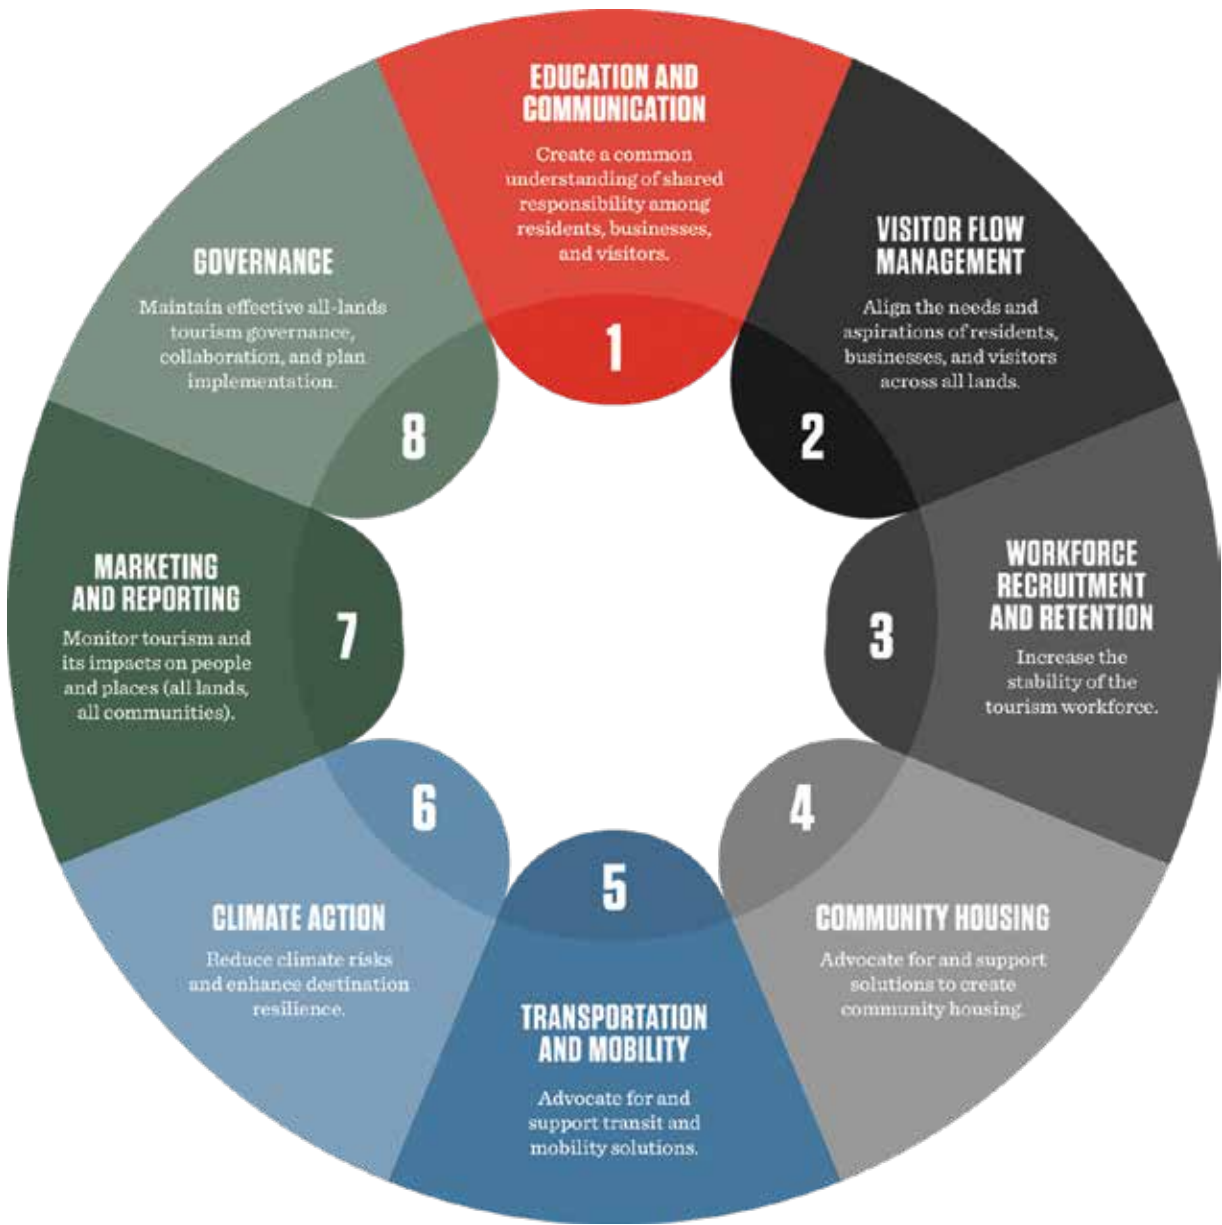 EDUCATION AND
COMMUNICATION
Create a common
understanding of shared
responsibility among
residents, businesses,
and visitors.
1
VISITOR FLOW
MANAGEMENT
Align the needs and
aspirations of residents,
businesses, and visitors
across all lands.
2
WORKFORCE
RECRUITMENT
AND RETENTION
Increase the
stability of the
tourism workforce.
3
4
COMMUNITY HOUSING
Advocate for and support
solutions to create
community housing.
5
TRANSPORTATION
AND MOBILITY
Advocate for and
support transit and
mobility solutions.
6
CLIMATE ACTION
Reduce climate risks
and enhance destination
resilience.
MARKETING
AND REPORTING
Monitor tourism and
its impacts on people
and places (all lands,
all communities).
7
GOVERNANCE
Maintain effective all-lands
tourism governance,
collaboration, and plan
implementation.
8